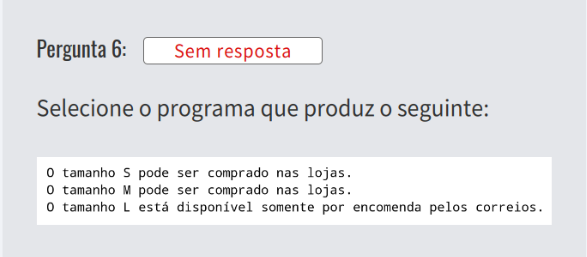 Pergunta 6: Sem resposta
Selecione o programa que produz o seguinte:
O tamanho S pode ser comprado nas lojas.
O tamanho M pode ser comprado nas lojas.
O tamanho L está disponível somente por encomenda pelos correios.